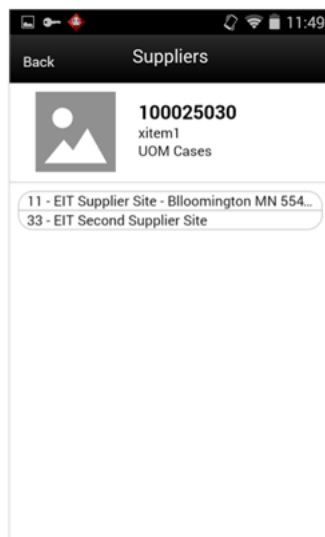 11:49
Back
Suppliers
100025030
xitem1
UOM Cases
11 - EIT Supplier Site - Blloomington MN 554...
33 - EIT Second Supplier Site